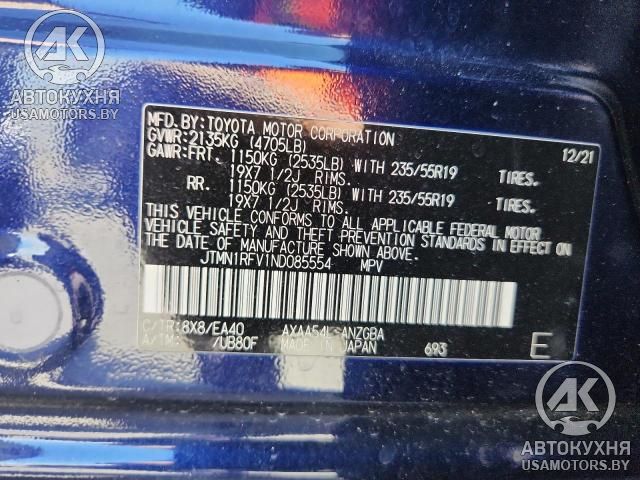 AK
АВТОКУХНЯ
USAMOTORS.BY
MFD.BY:TOYOTA MOTOR CORPORATION 12/21
GVWR:2135KG (4705LB)
GAWR:FRT. 1150KG (2535LB) WITH 235/55R19 TIRES.
19X7 1/2J RIMS.
RR. 1150KG (2535LB) WITH 235/55R19 TIRES.
19X7 1/2J RIMS.
THIS VEHICLE CONFORMS TO ALL APPLICABLE FEDERAL MOTOR
VEHICLE SAFETY AND THEFT PREVENTION STANDARDS IN EFFECT ON
THE DATE OF MANUFACTURE SHOWN ABOVE.
JTMN1RFV1ND085554 MPV
C/TR:8X8/EA40 AXAA54L-ANZGBA
A/TM: /UB80F MADE IN JAPAN 693 E
AK
АВТОКУХНЯ
USAMOTORS.BY